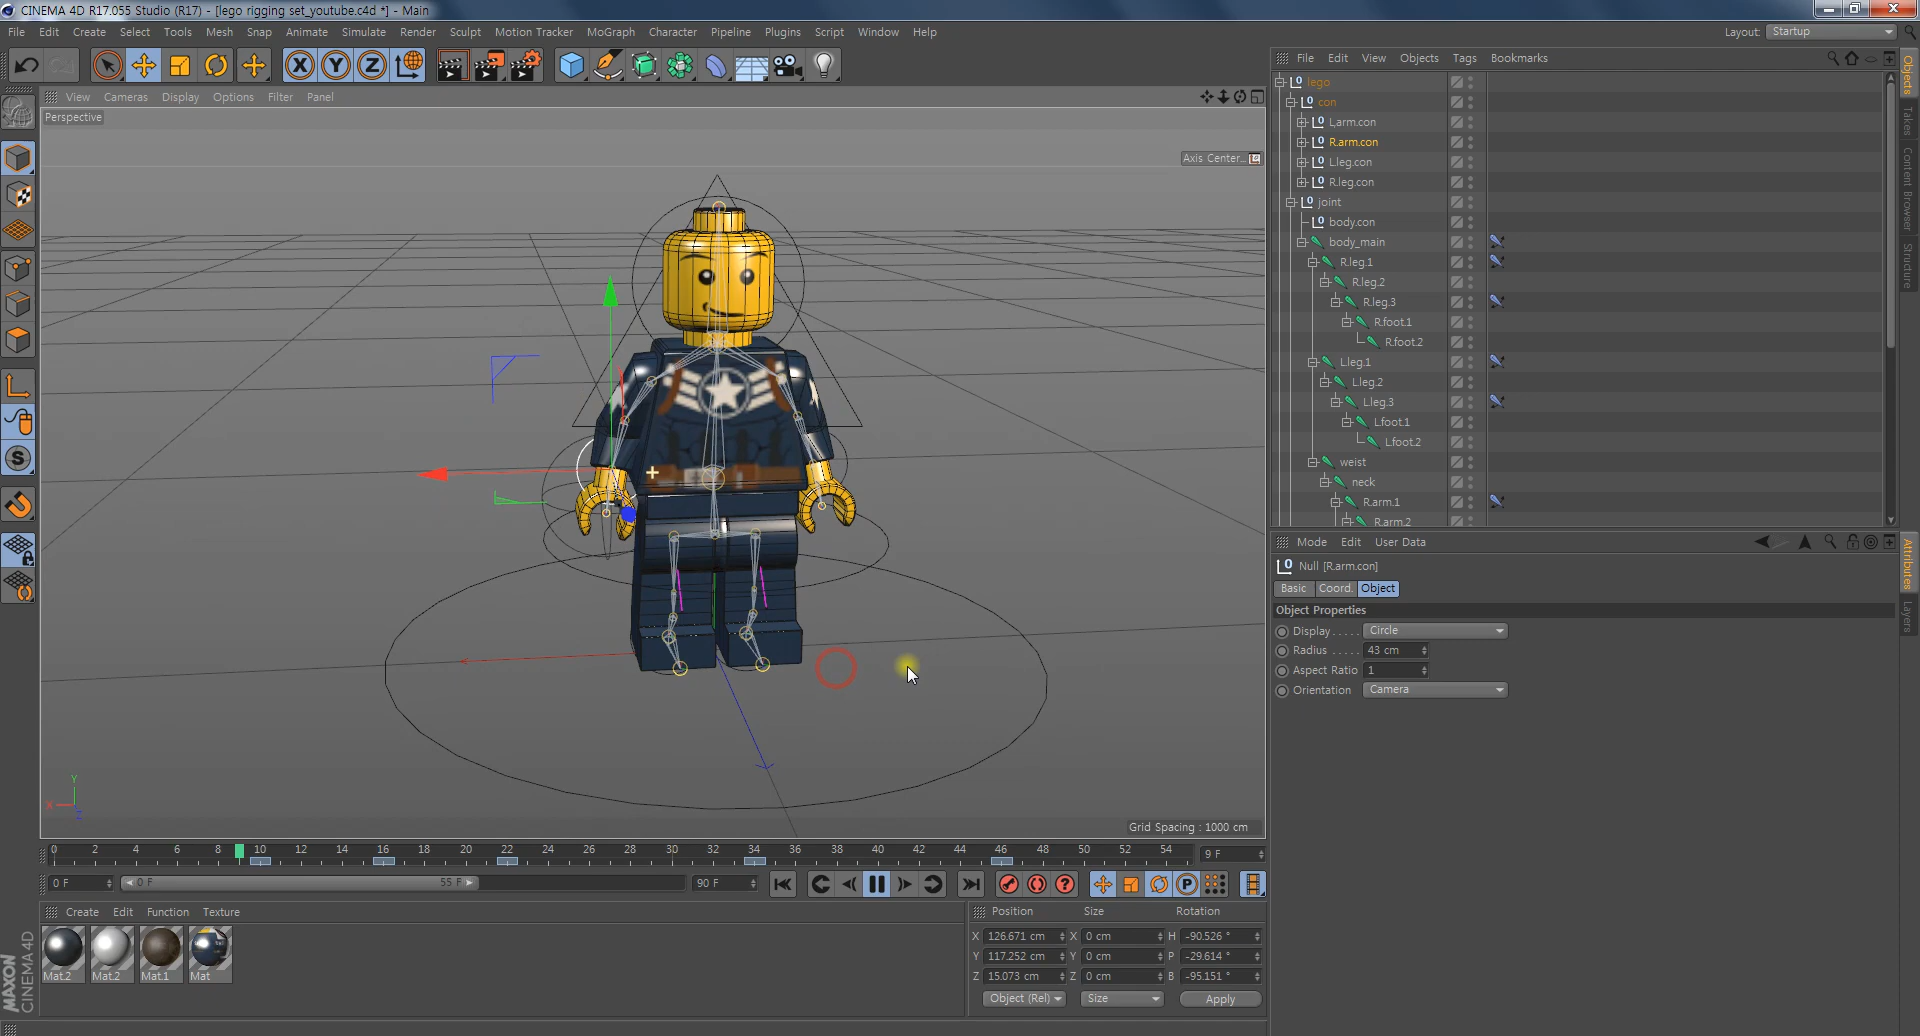 CINEMA 4D R17.055 Studio (R17) - [lego rigging set_youtube.c4d *] - Main
File Edit Create Select Tools Mesh Snap Animate Simulate Render Sculpt Motion Tracker MoGraph Character Pipeline Plugins Script Window Help Layout: Startup
File Edit View Objects Tags Bookmarks
View Cameras Display Options Filter Panel
Perspective
Axis Center...
Grid Spacing : 1000 cm
X Y Z
lego
con
L,arm.con
R.arm.con
L.leg.con
R.leg.con
joint
body.con
body_main
R.leg.1
R.leg.2
R.leg.3
R.foot.1
R.foot.2
L.leg.1
L.leg.2
L.leg.3
L.foot.1
L.foot.2
weist
neck
R.arm.1
R.arm.2
Objects
Takes
Content Browser
Structure
Mode Edit User Data
Null [R.arm.con]
Basic Coord. Object
Object Properties
Display . . . . . Circle
Radius . . . . 43 cm
Aspect Ratio 1
Orientation Camera
Attributes
Layers
0 2 4 6 8 10 12 14 16 18 20 22 24 26 28 30 32 34 36 38 40 42 44 46 48 50 52 54 9 F
0 F 0 F 55 F 90 F
Create Edit Function Texture
Mat.2 Mat.2 Mat.1 Mat
Position Size Rotation
X 126.671 cm X 0 cm H -90.526 °
Y 117.252 cm Y 0 cm P -29.614 °
Z 15.073 cm Z 0 cm B -95.151 °
Object (Rel) Size Apply
MAXON
CINEMA 4D